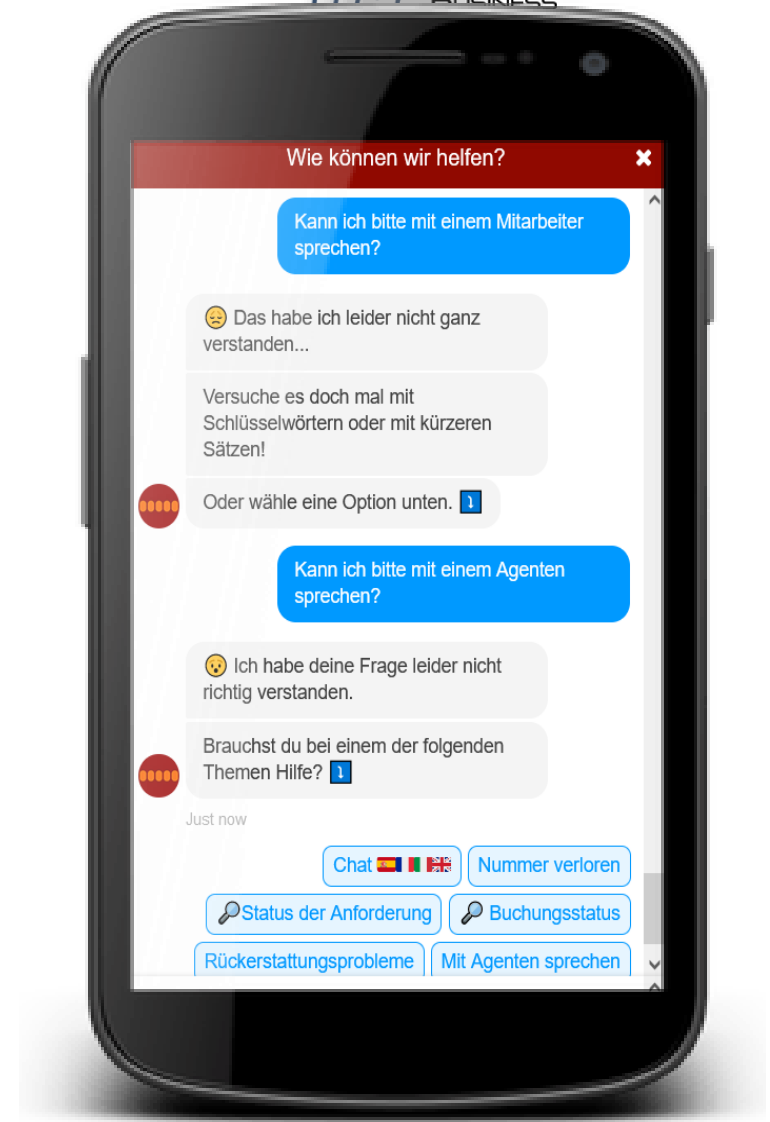 BUSINESS
Wie können wir helfen?
Kann ich bitte mit einem Mitarbeiter
sprechen?
😞 Das habe ich leider nicht ganz
verstanden...
Versuche es doch mal mit
Schlüsselwörtern oder mit kürzeren
Sätzen!
Oder wähle eine Option unten. ⤵️
Kann ich bitte mit einem Agenten
sprechen?
😯 Ich habe deine Frage leider nicht
richtig verstanden.
Brauchst du bei einem der folgenden
Themen Hilfe? ⤵️
Just now
Chat 🇪🇸🇫🇷🇮🇹🇬🇧 Nummer verloren
🔎Status der Anforderung 🔎 Buchungsstatus
Rückerstattungsprobleme Mit Agenten sprechen